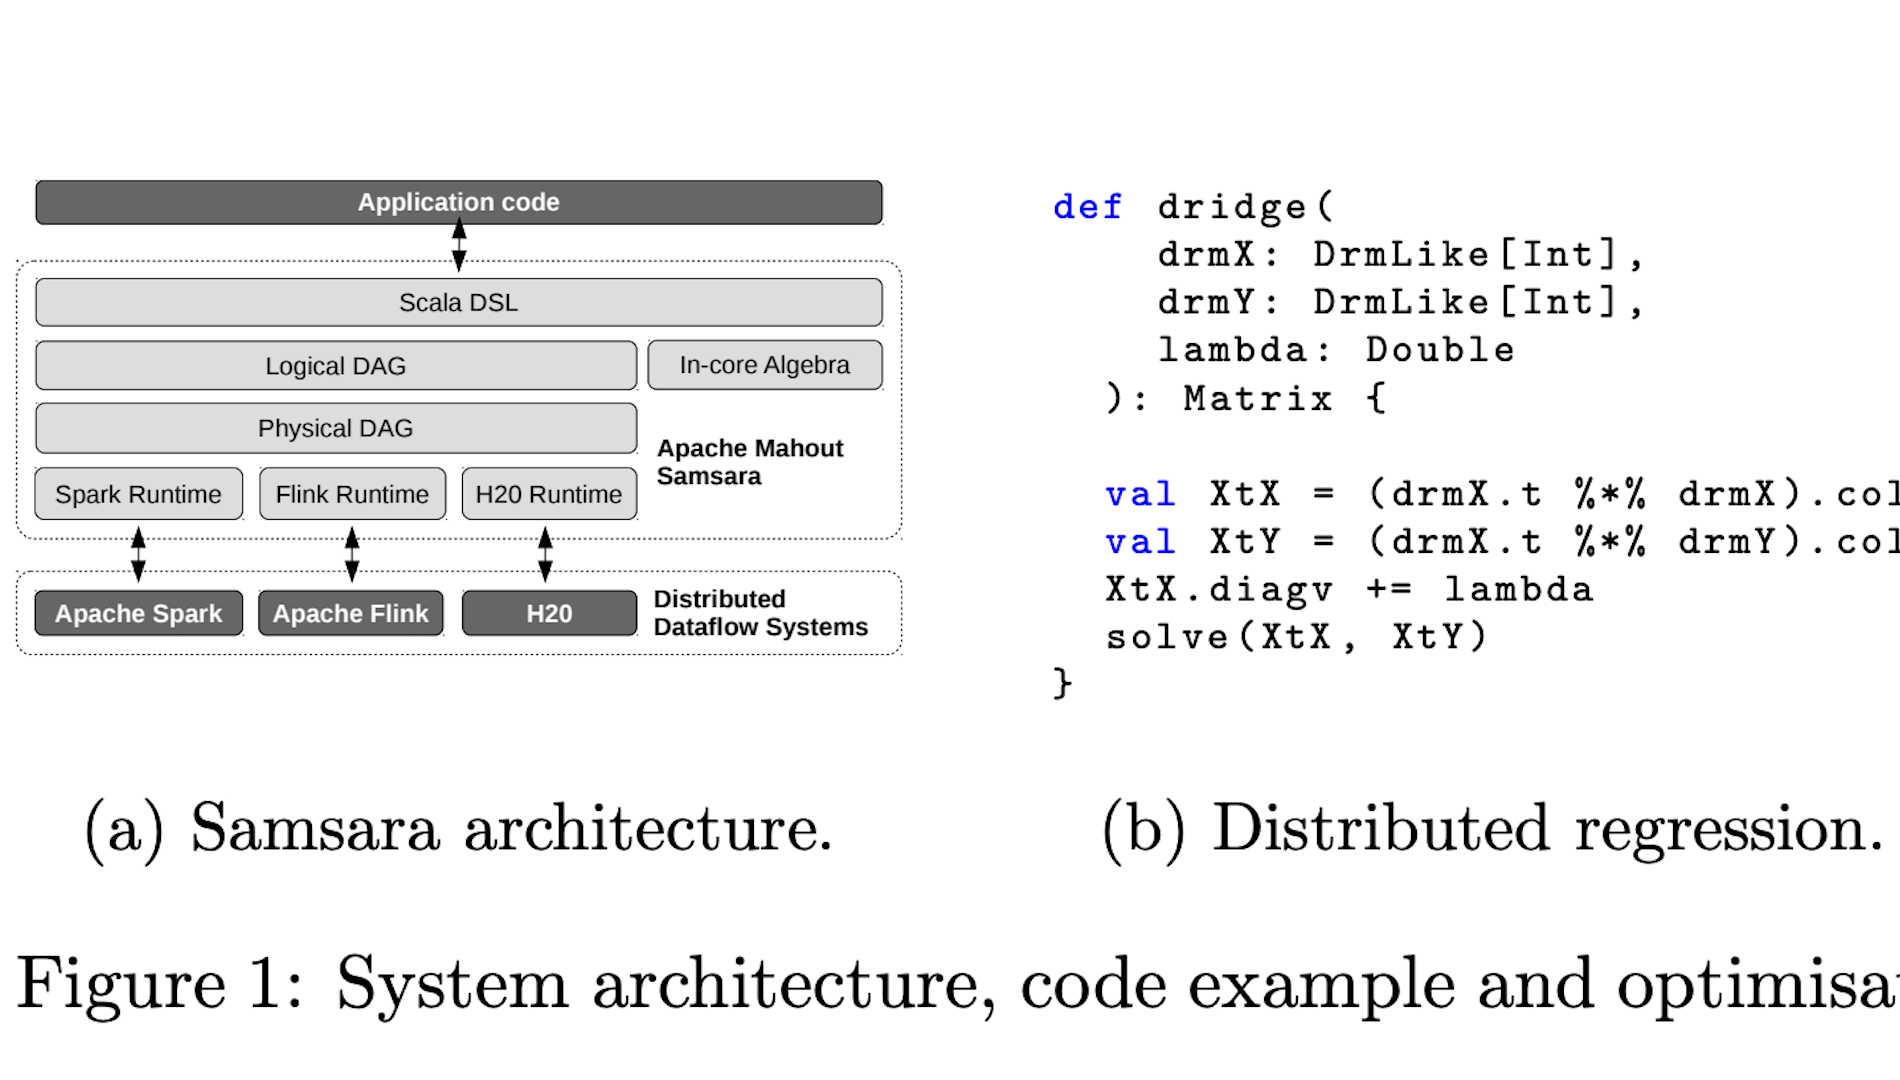 Application code
Scala DSL
Logical DAG
In-core Algebra
Physical DAG
Apache Mahout
Samsara
Spark Runtime
Flink Runtime
H20 Runtime
Apache Spark
Apache Flink
H20
Distributed
Dataflow Systems
(a) Samsara architecture.
def dridge(
drmX: DrmLike[Int],
drmY: DrmLike[Int],
lambda: Double
): Matrix {
val XtX = (drmX.t %*% drmX).col
val XtY = (drmX.t %*% drmY).col
XtX.diagv += lambda
solve(XtX, XtY)
}
(b) Distributed regression.
Figure 1: System architecture, code example and